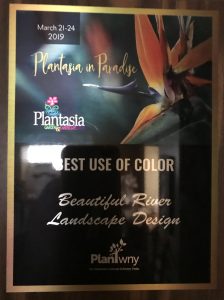 March 21-24
2019
Plantasia in Paradise
Plantasia
BEST USE OF COLOR
Beautiful River
Landscape Design
Plantwny